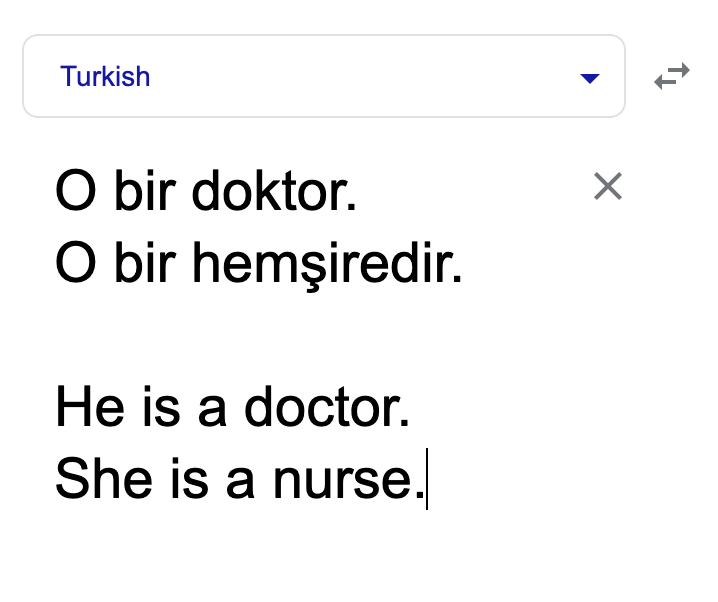 Turkish
O bir doktor.
O bir hemşiredir.
He is a doctor.
She is a nurse.